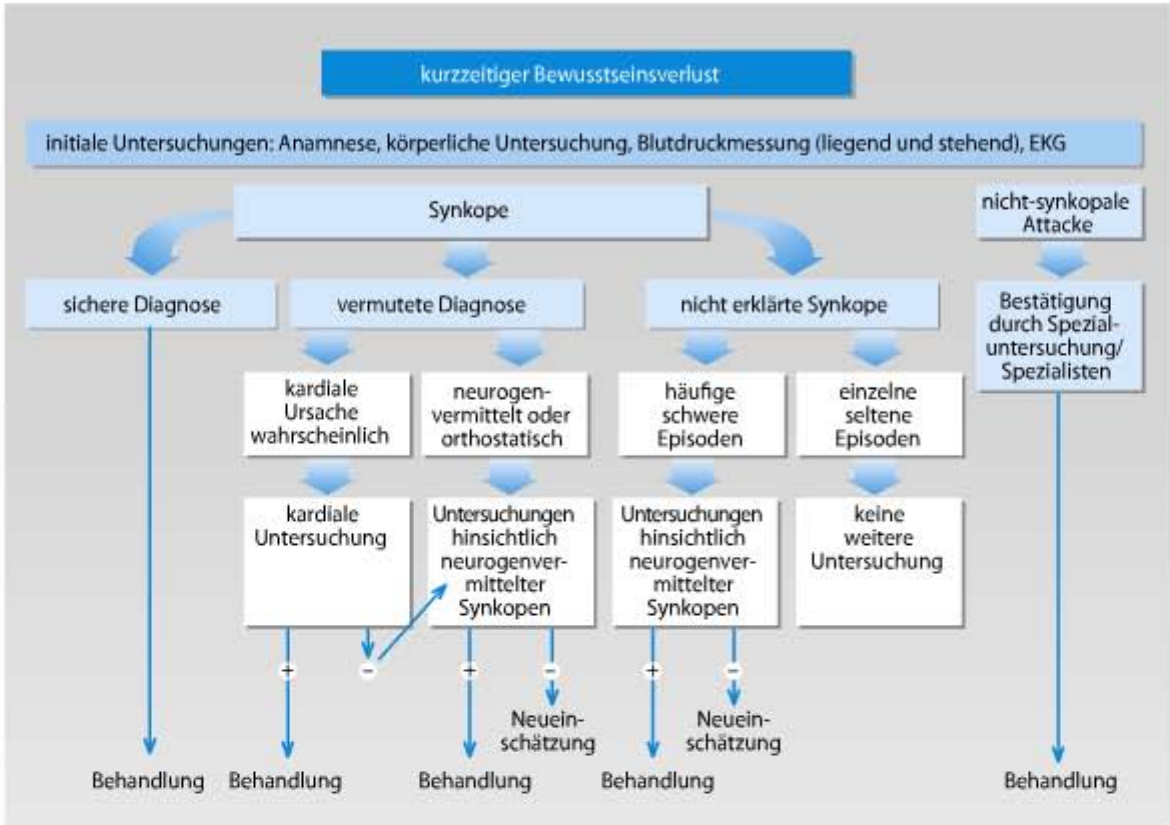 kurzzeitiger Bewusstseinsverlust
initiale Untersuchungen: Anamnese, körperliche Untersuchung, Blutdruckmessung (liegend und stehend), EKG
Synkope
nicht-synkopale
Attacke
sichere Diagnose
vermutete Diagnose
nicht erklärte Synkope
Bestätigung
durch Spezial-
untersuchung/
Spezialisten
kardiale
Ursache
wahrscheinlich
neurogen-
vermittelt oder
orthostatisch
häufige
schwere
Episoden
einzelne
seltene
Episoden
kardiale
Untersuchung
Untersuchungen
hinsichtlich
neurogenver-
mittelter
Synkopen
Untersuchungen
hinsichtlich
neurogenver-
mittelter
Synkopen
keine
weitere
Untersuchung
+
–
+
–
+
–
Neuein-
schätzung
Neuein-
schätzung
Behandlung
Behandlung
Behandlung
Behandlung
Behandlung